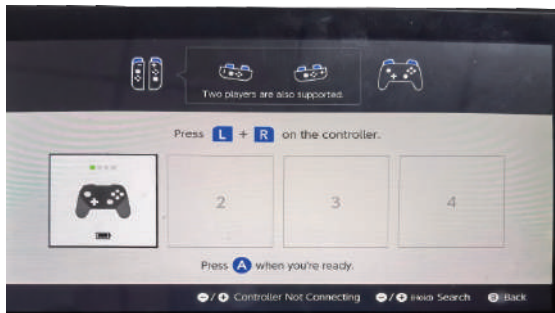 Two players are also supported.
Press L + R on the controller.
2
3
4
Press A when you're ready.
Controller Not Connecting
(Hold) Search
B Back